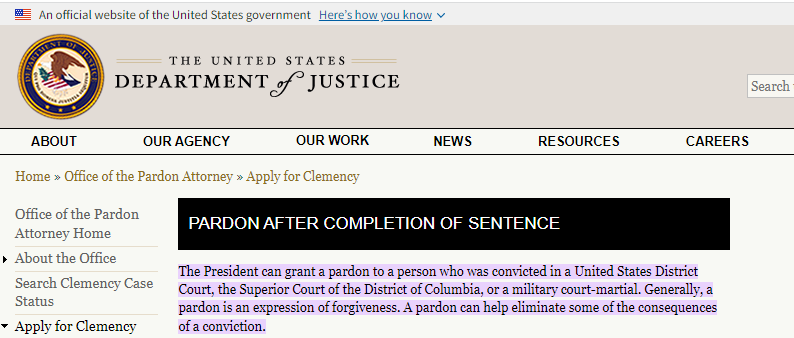 An official website of the United States government Here's how you know
THE UNITED STATES
DEPARTMENT of JUSTICE
Search
ABOUT OUR AGENCY OUR WORK NEWS RESOURCES CAREERS
Home » Office of the Pardon Attorney » Apply for Clemency
Office of the Pardon
Attorney Home
About the Office
Search Clemency Case
Status
Apply for Clemency
PARDON AFTER COMPLETION OF SENTENCE
The President can grant a pardon to a person who was convicted in a United States District
Court, the Superior Court of the District of Columbia, or a military court-martial. Generally, a
pardon is an expression of forgiveness. A pardon can help eliminate some of the consequences
of a conviction.